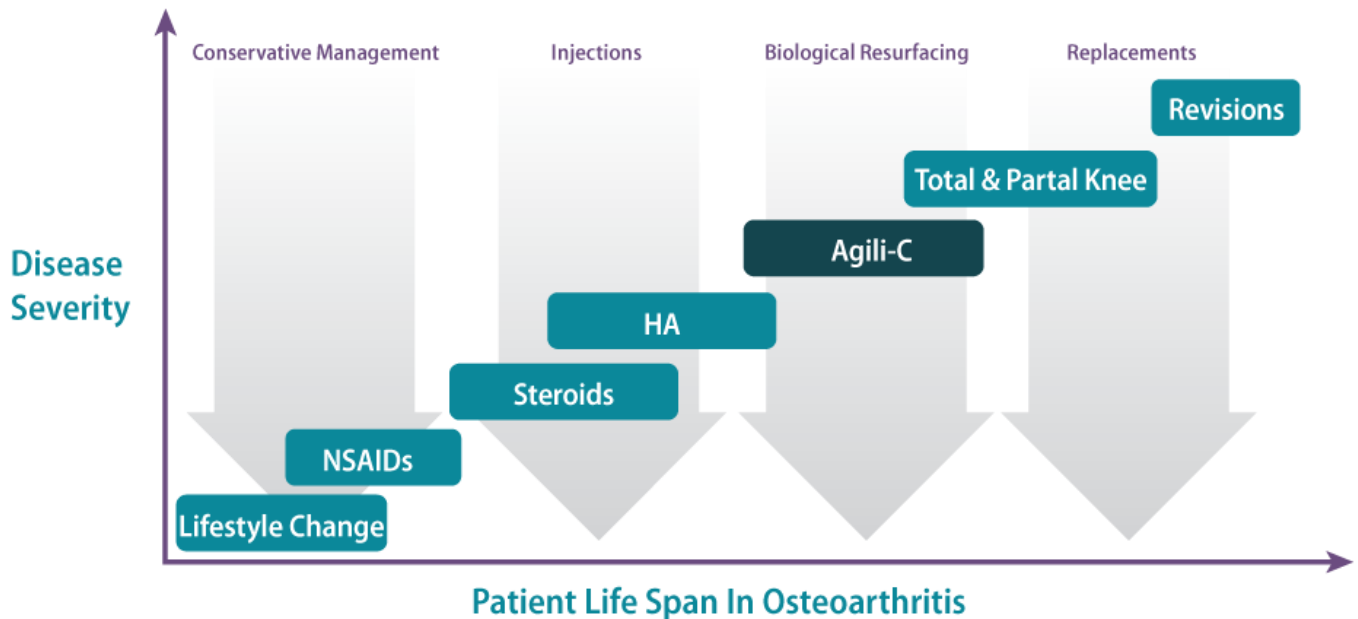 Conservative Management
Injections
Biological Resurfacing
Replacements
Revisions
Total & Partal Knee
Agili-C
Disease
Severity
HA
Steroids
NSAIDs
Lifestyle Change
Patient Life Span In Osteoarthritis